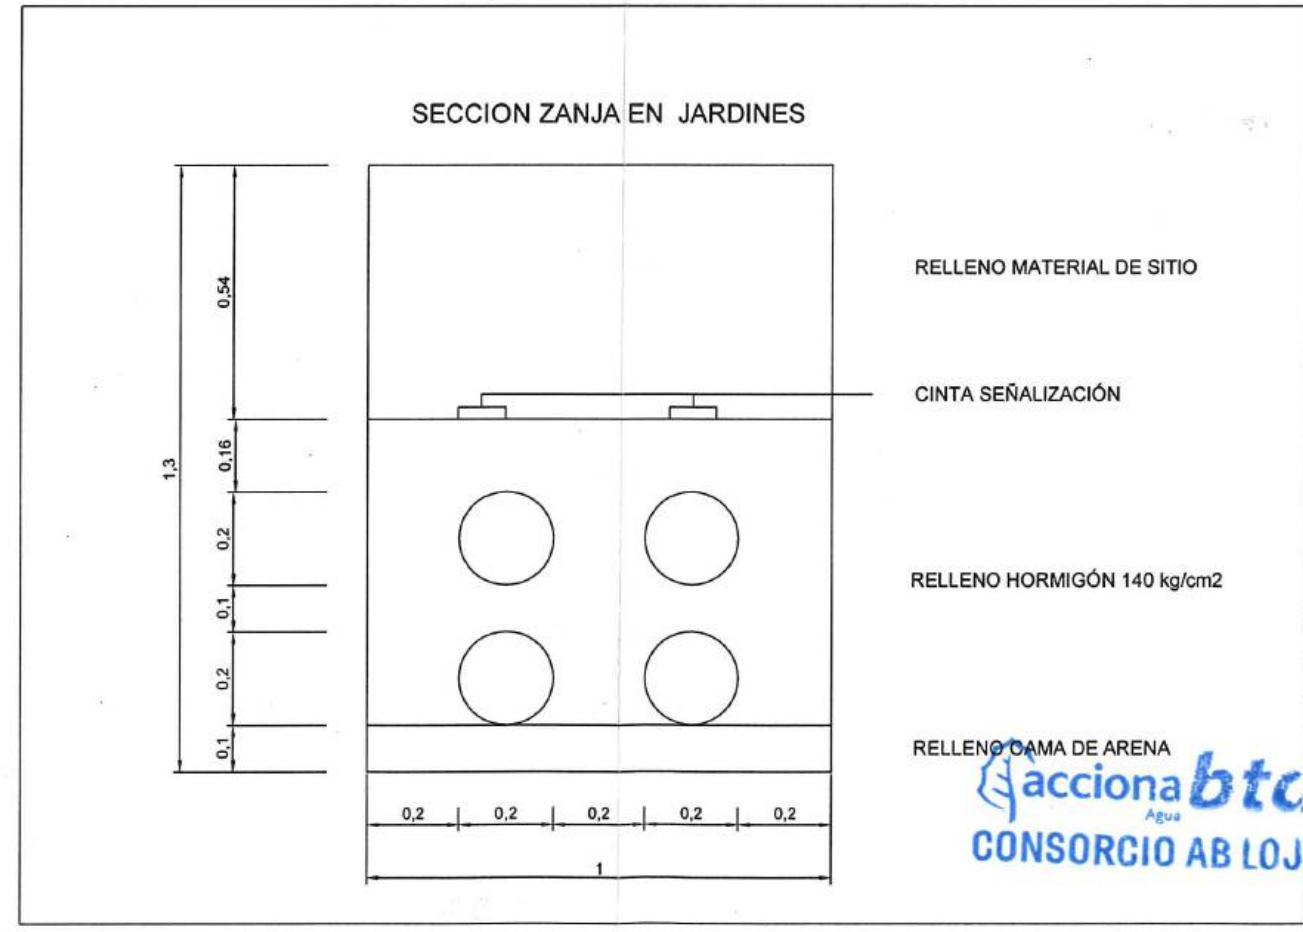 SECCION ZANJA EN JARDINES
0,54
RELLENO MATERIAL DE SITIO
CINTA SEÑALIZACIÓN
0,16
1,3
0,2
RELLENO HORMIGÓN 140 kg/cm2
0,1
0,2
0,1
RELLENO CAMA DE ARENA
acciona btd
Agua
0,2 0,2 0,2 0,2 0,2
CONSORCIO AB LOJ
1